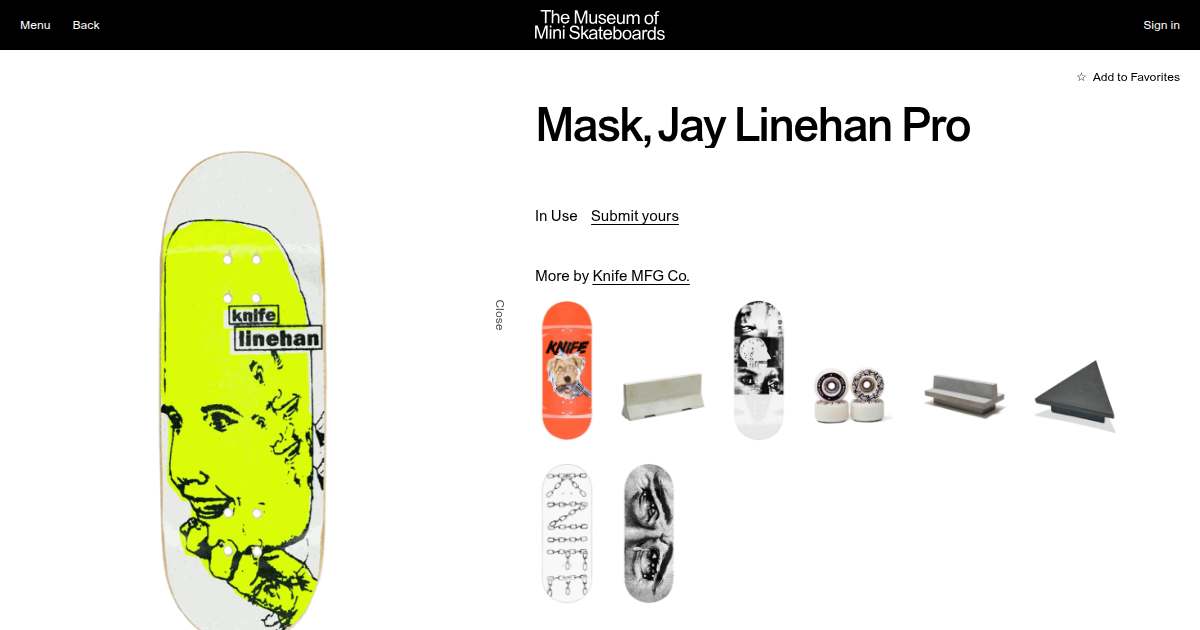 Menu
Back
The Museum of
Mini Skateboards
Sign in
☆ Add to Favorites
Mask, Jay Linehan Pro
In Use Submit yours
More by Knife MFG Co.
Close
knife
linehan
KNIFE